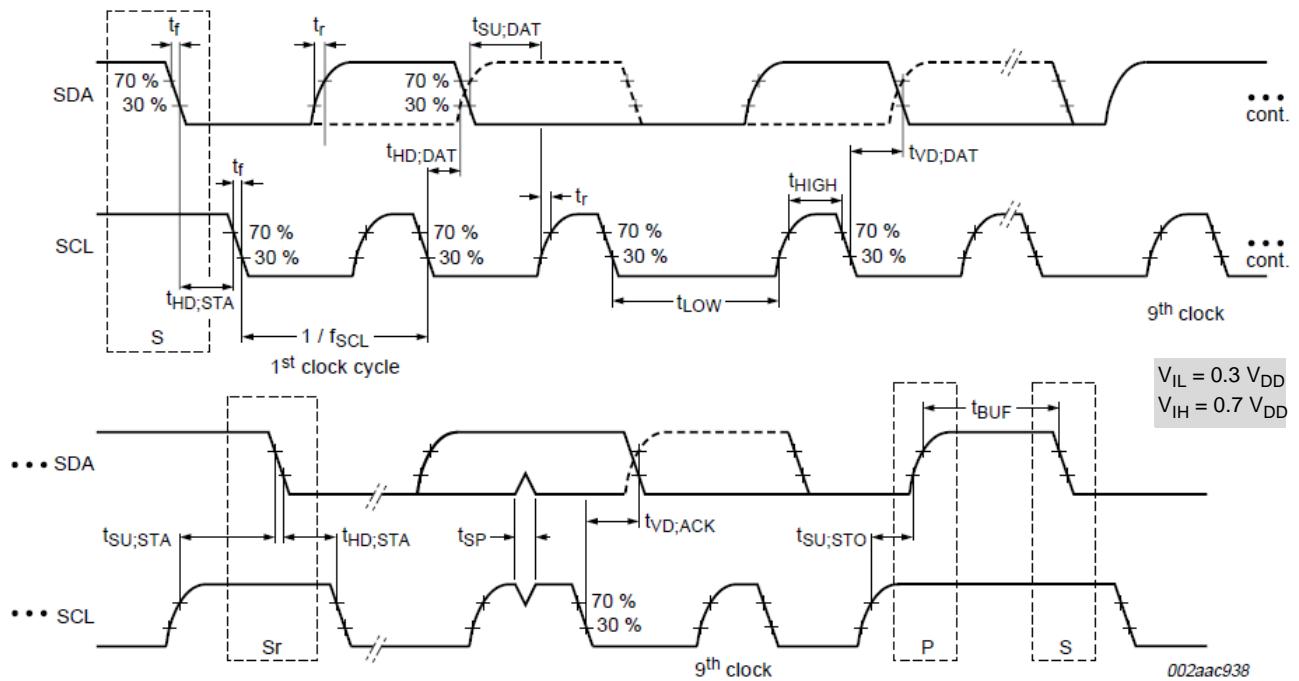 tf
tr
tSU;DAT
SDA
70 %
30 %
70 %
30 %
••• cont.
tHD;DAT
tVD;DAT
tf
tr
tHIGH
SCL
70 %
30 %
70 %
30 %
70 %
30 %
••• cont.
tHD;STA
tLOW
S
1 / fSCL
1st clock cycle
9th clock
VIL = 0.3 VDD
VIH = 0.7 VDD
tBUF
••• SDA
tSU;STA
tHD;STA
tSP
tVD;ACK
tSU;STO
••• SCL
70 %
30 %
Sr
9th clock
P
S
002aac938